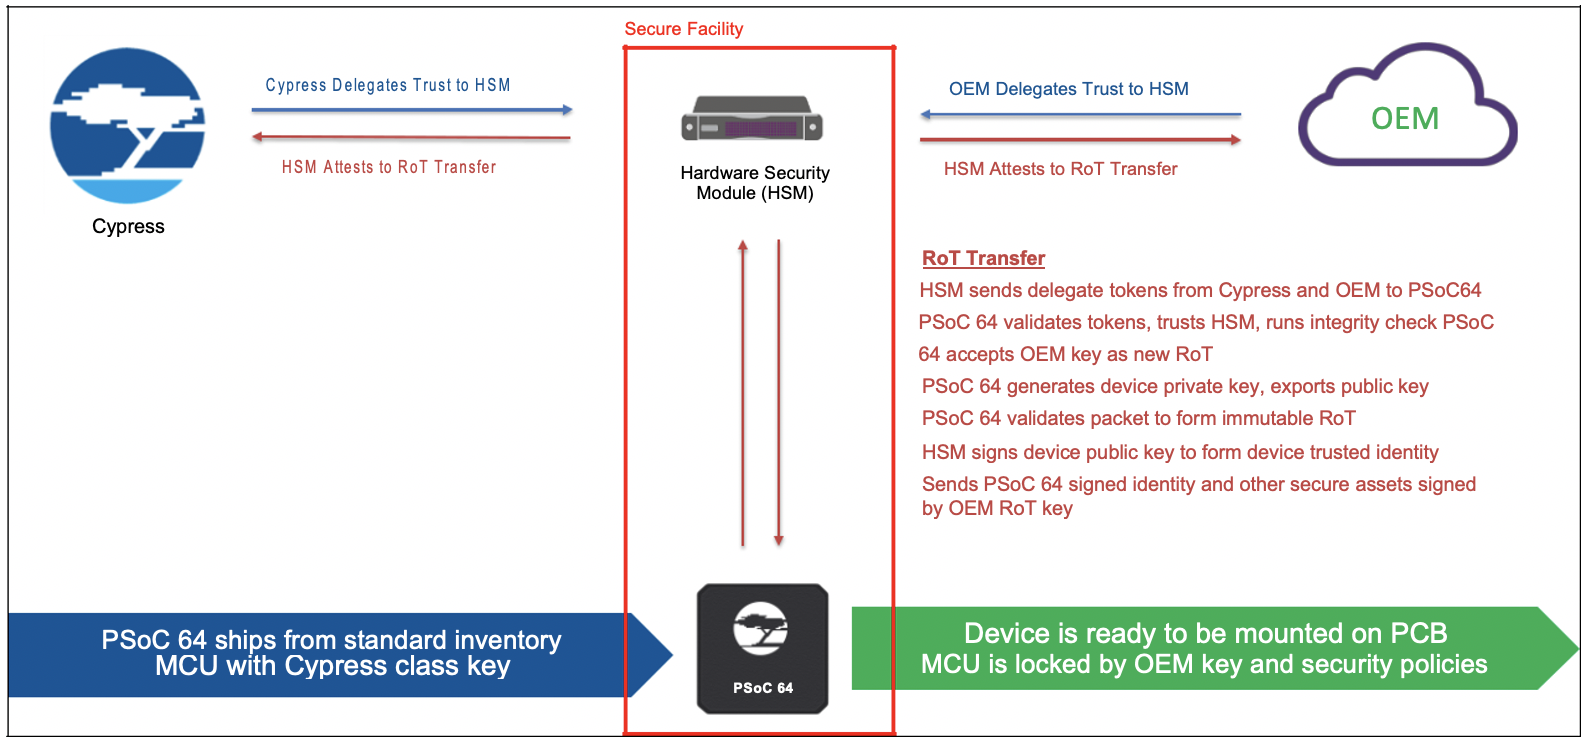 Secure Facility
Cypress Delegates Trust to HSM
HSM Attests to RoT Transfer
Cypress
Hardware Security
Module (HSM)
OEM Delegates Trust to HSM
HSM Attests to RoT Transfer
OEM
RoT Transfer
HSM sends delegate tokens from Cypress and OEM to PSoC64
PSoC 64 validates tokens, trusts HSM, runs integrity check PSoC
64 accepts OEM key as new RoT
PSoC 64 generates device private key, exports public key
PSoC 64 validates packet to form immutable RoT
HSM signs device public key to form device trusted identity
Sends PSoC 64 signed identity and other secure assets signed
by OEM RoT key
PSoC 64 ships from standard inventory
MCU with Cypress class key
PSoC 64
Device is ready to be mounted on PCB
MCU is locked by OEM key and security policies